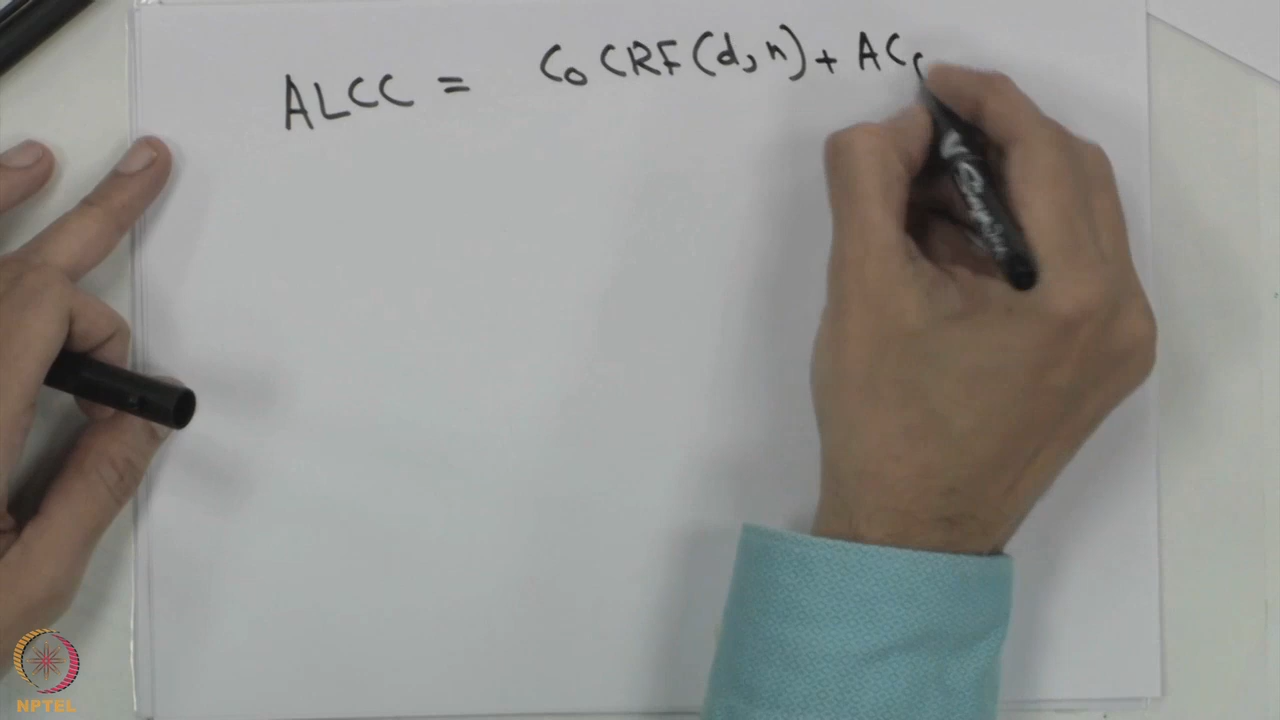 ALCC = C₀ CRF(d,n) + AC
NPTEL